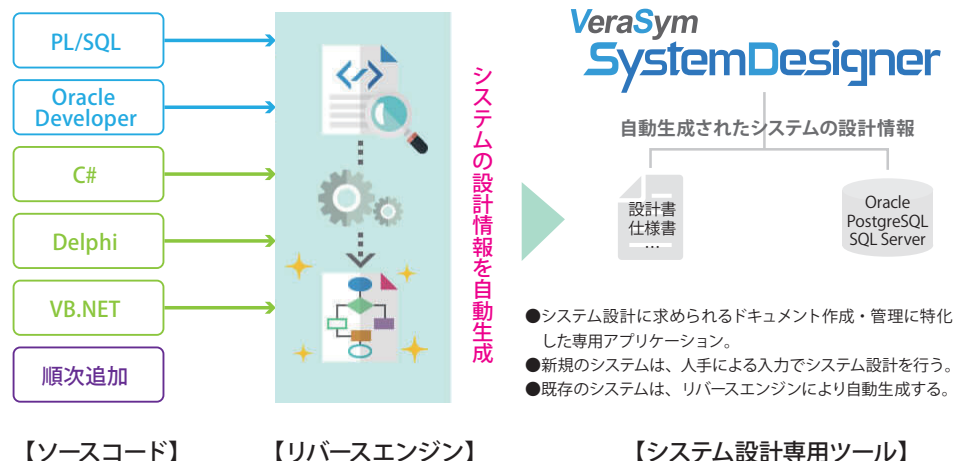 PL/SQL
Oracle
Developer
C#
Delphi
VB.NET
順次追加
【ソースコード】
システムの設計情報を自動生成
【リバースエンジン】
VeraSym
SystemDesigner
自動生成されたシステムの設計情報
設計書
仕様書
…
Oracle
PostgreSQL
SQL Server
●システム設計に求められるドキュメント作成・管理に特化
した専用アプリケーション。
●新規のシステムは、人手による入力でシステム設計を行う。
●既存のシステムは、リバースエンジンにより自動生成する。
【システム設計専用ツール】